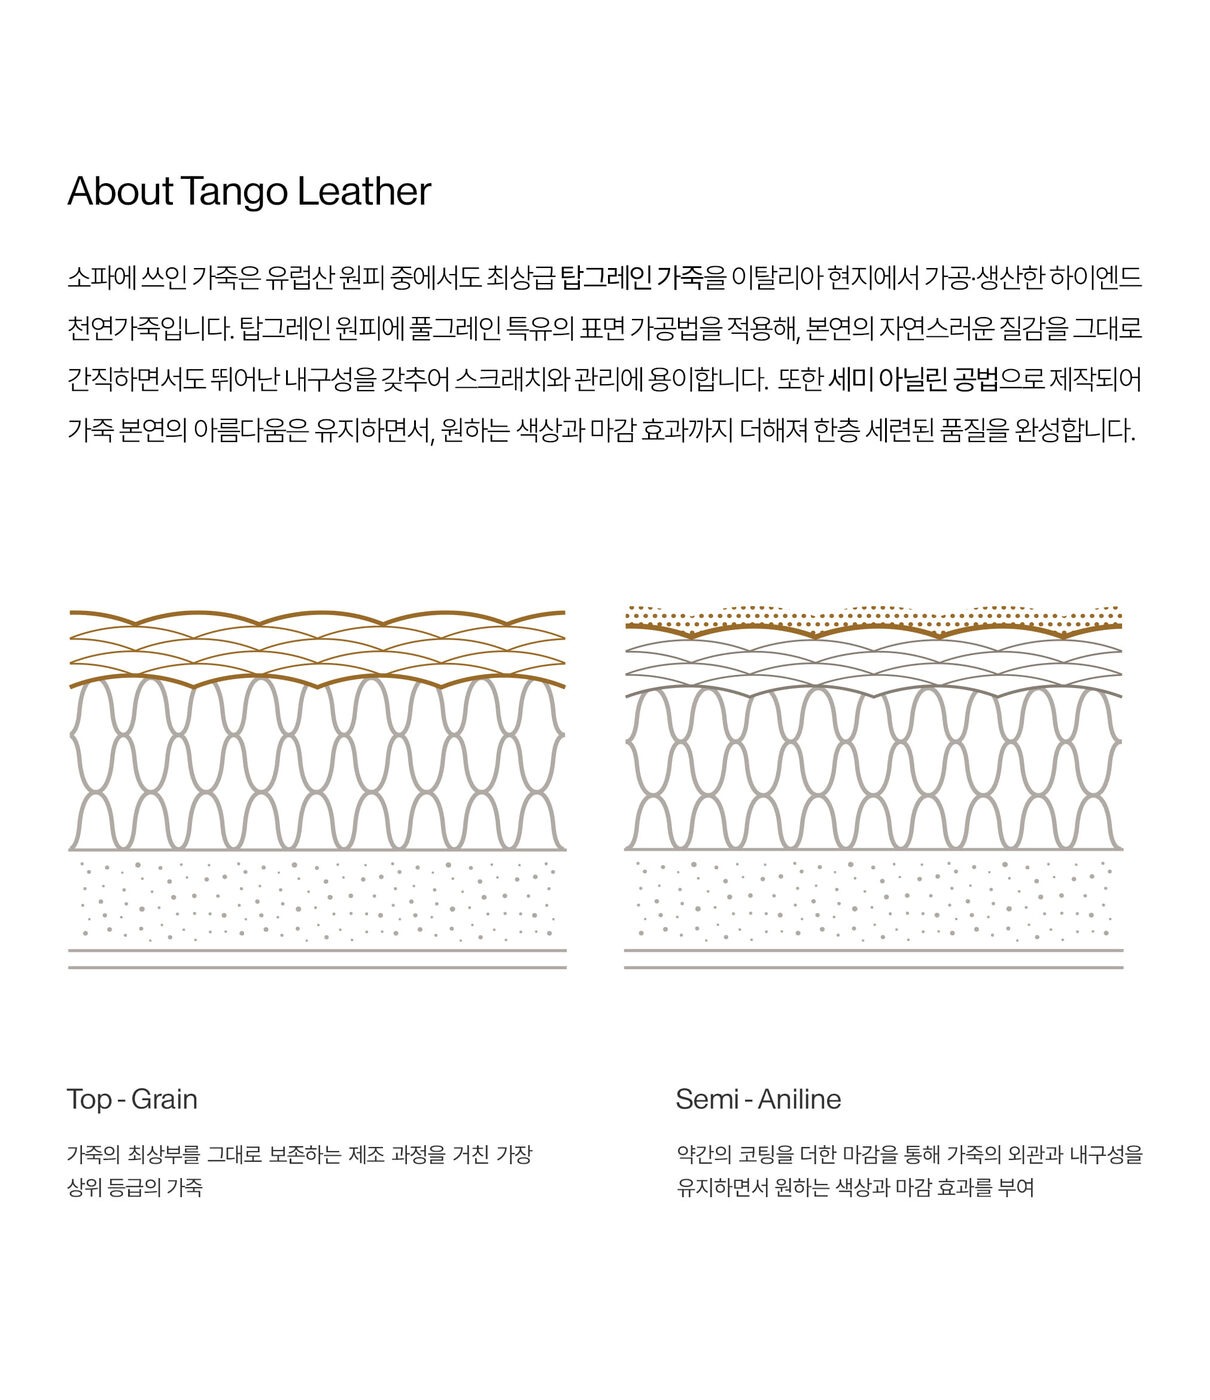 About Tango Leather
소파에 쓰인 가죽은 유럽산 원피 중에서도 최상급 탑그레인 가죽을 이탈리아 현지에서 가공·생산한 하이엔드
천연가죽입니다. 탑그레인 원피에 풀그레인 특유의 표면 가공법을 적용해, 본연의 자연스러운 질감을 그대로
간직하면서도 뛰어난 내구성을 갖추어 스크래치와 관리에 용이합니다. 또한 세미 아닐린 공법으로 제작되어
가죽 본연의 아름다움은 유지하면서, 원하는 색상과 마감 효과까지 더해져 한층 세련된 품질을 완성합니다.
Top - Grain
가죽의 최상부를 그대로 보존하는 제조 과정을 거친 가장
상위 등급의 가죽
Semi - Aniline
약간의 코팅을 더한 마감을 통해 가죽의 외관과 내구성을
유지하면서 원하는 색상과 마감 효과를 부여